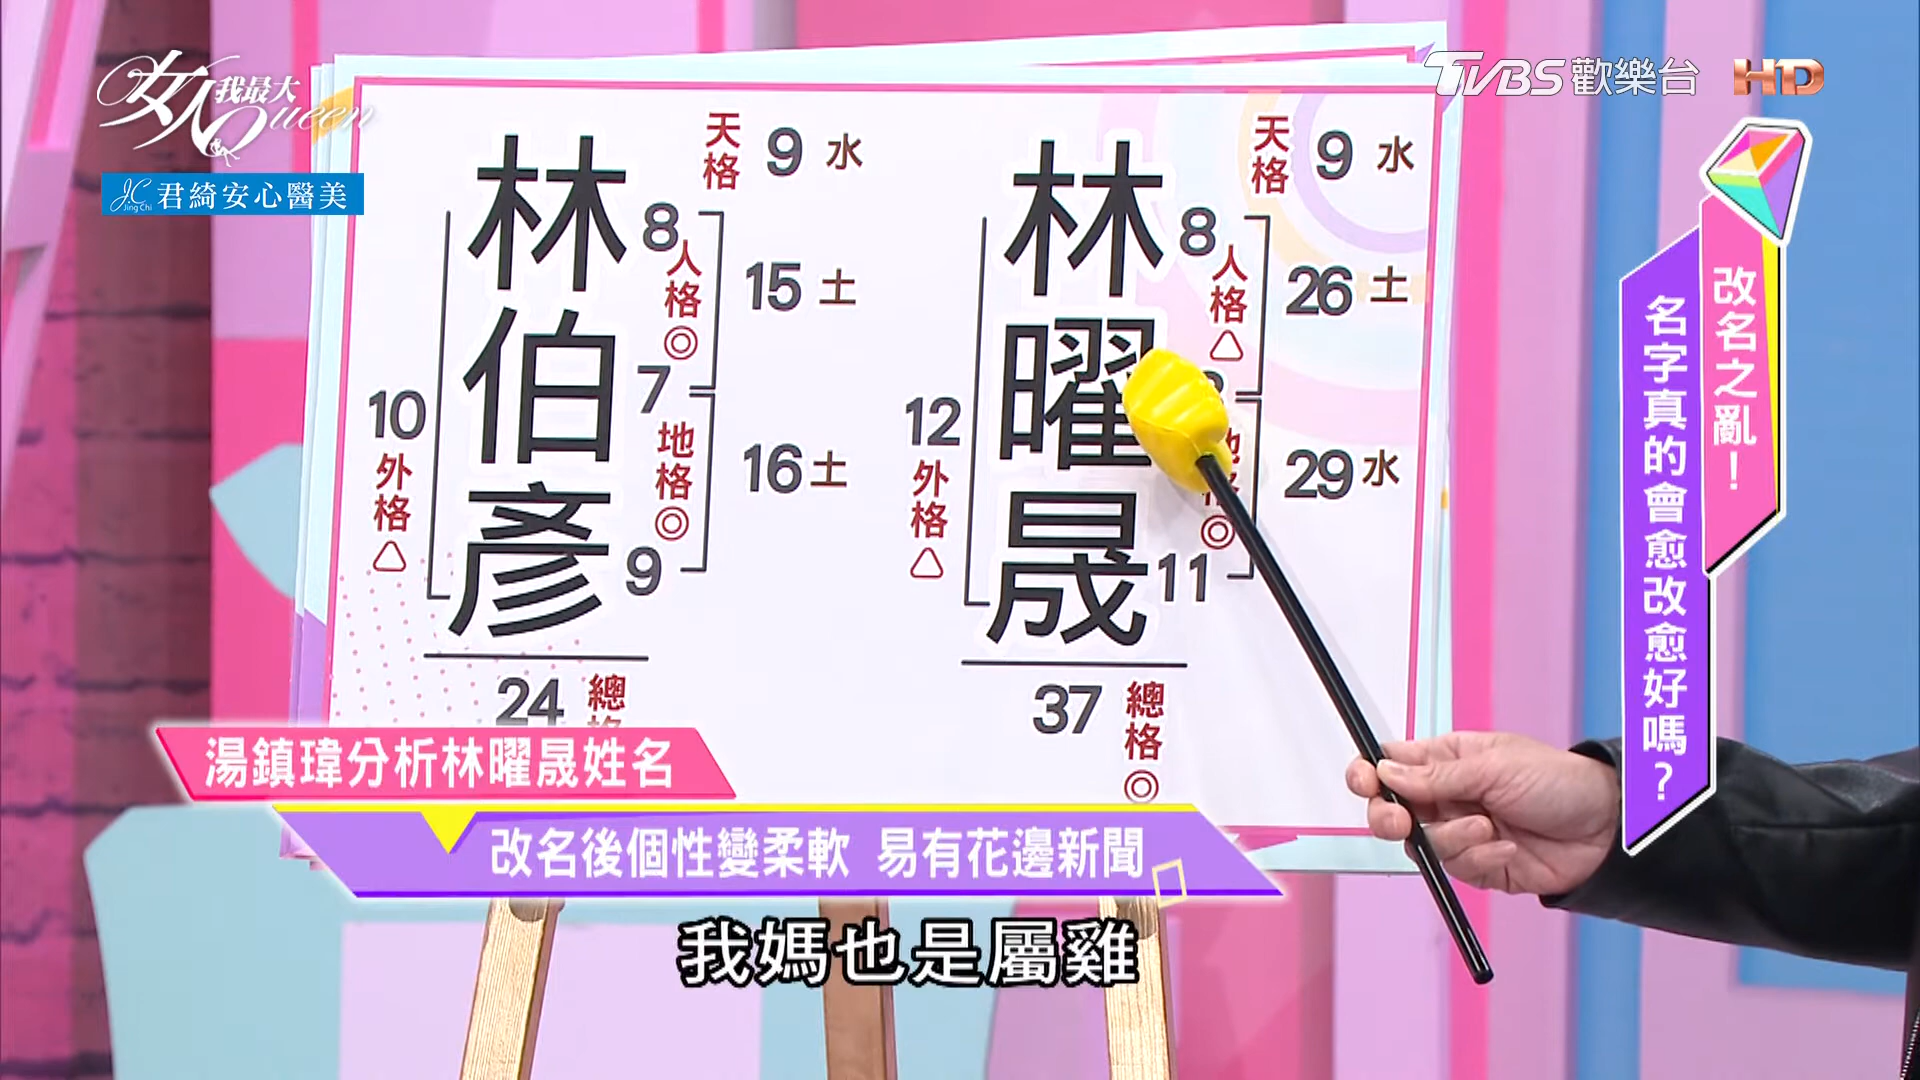 女人我最大
Queen
J.C
Jing Chi
君綺安心醫美
TVBS歡樂台
HD
改名之亂！
名字真的會愈改愈好嗎？
林伯彥
天格
9
水
8
人格◎
15
土
7
地格◎
16
土
9
10
外格△
24
總
林曜晟
天格
9
水
8
人格△
26
土
格◎
29
水
11
12
外格△
37
總格◎
湯鎮瑋分析林曜晟姓名
改名後個性變柔軟 易有花邊新聞
我媽也是屬雞